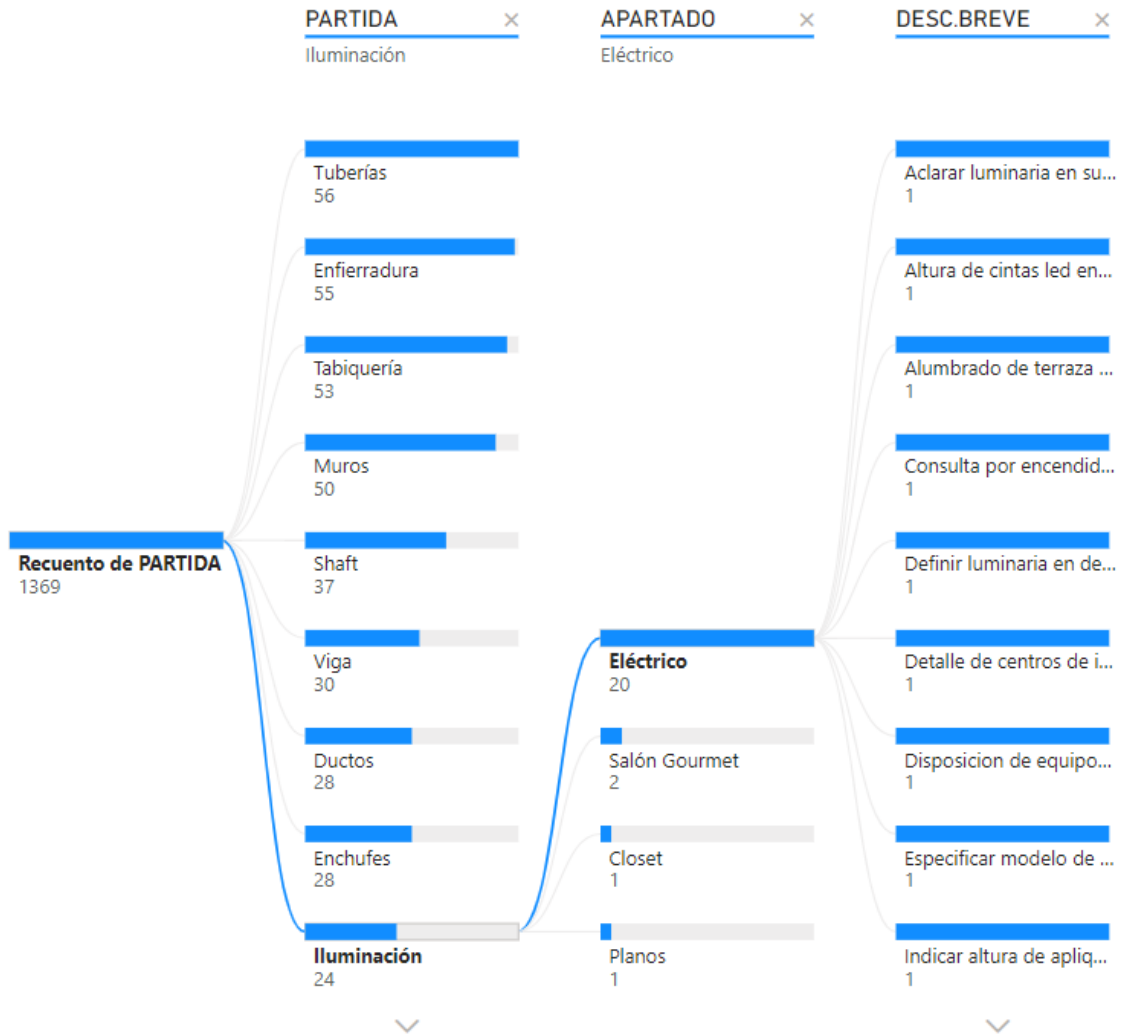 PARTIDA ×
Iluminación
APARTADO ×
Eléctrico
DESC.BREVE ×
Recuento de PARTIDA
1369
Tuberías
56
Enfierradura
55
Tabiquería
53
Muros
50
Shaft
37
Viga
30
Ductos
28
Enchufes
28
Iluminación
24
Eléctrico
20
Salón Gourmet
2
Closet
1
Planos
1
Aclarar luminaria en su...
1
Altura de cintas led en...
1
Alumbrado de terraza ...
1
Consulta por encendid...
1
Definir luminaria en de...
1
Detalle de centros de i...
1
Disposicion de equipo...
1
Especificar modelo de ...
1
Indicar altura de apliq...
1